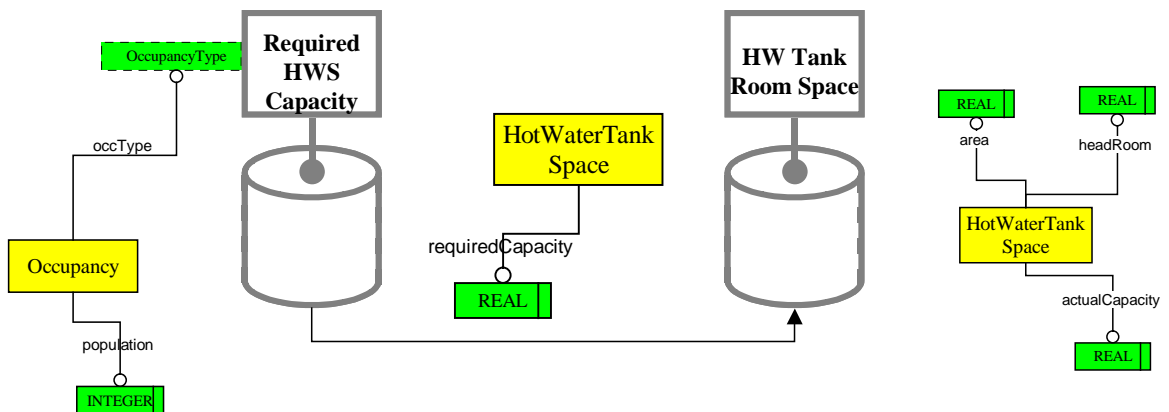 OccupancyType
occType
Occupancy
population
INTEGER
Required
HWS
Capacity
HotWaterTank
Space
requiredCapacity
REAL
HW Tank
Room Space
REAL
REAL
area
headRoom
HotWaterTank
Space
actualCapacity
REAL